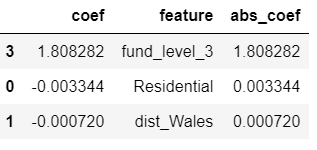 coef feature abs_coef
3 1.808282 fund_level_3 1.808282
0 -0.003344 Residential 0.003344
1 -0.000720 dist_Wales 0.000720